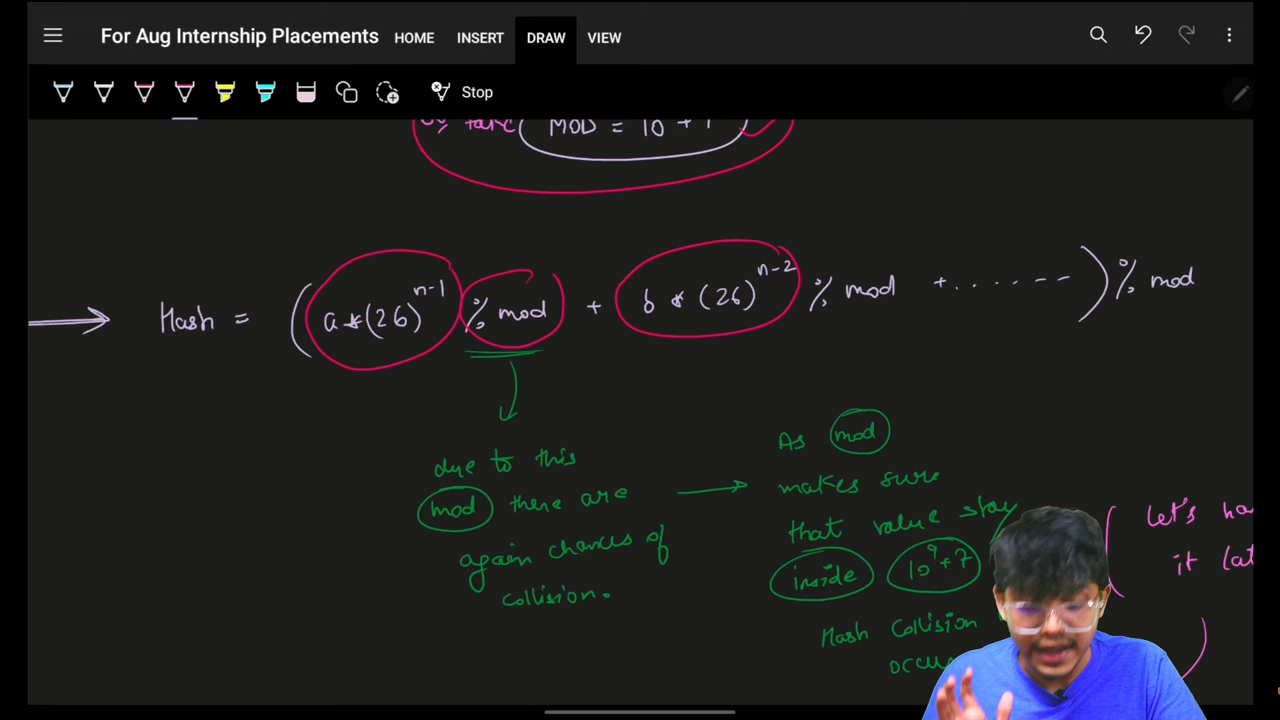 For Aug Internship Placements HOME INSERT DRAW VIEW
Stop
take MOD = 10 + 7
Hash = (a*(26)^n-1 % mod + b * (26)^n-2 % mod + ......--) % mod
due to this
mod there are
again chances of
collision.
As mod
makes sure
that value stay
inside 10^9+7
Hash Collision
Let's
it